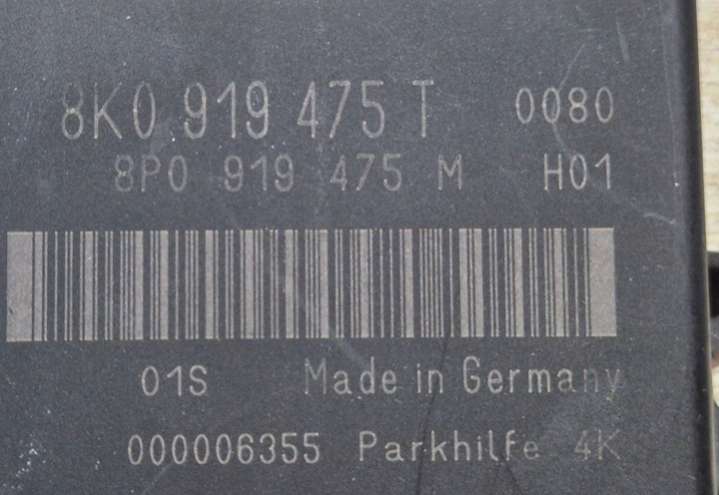 8K0 919 475 T 0080
8P0 919 475 M H01
01S Made in Germany
000006355 Parkhilfe 4K